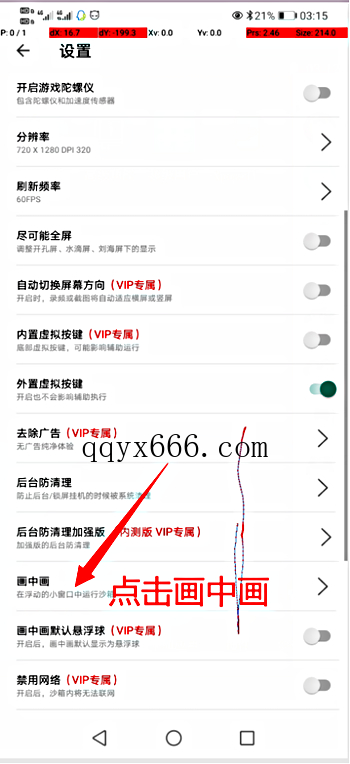 21% 03:15
P: 0 / 1 dX: 16.7 dY: -199.3 Xv: 0.0 Yv: 0.0 Prs: 2.46 Size: 214.0
设置
开启游戏陀螺仪
包含陀螺仪和加速度传感器
分辨率
720 X 1280 DPI 320
刷新频率
60FPS
尽可能全屏
调整开孔屏、水滴屏、刘海屏下的显示
自动切换屏幕方向（VIP专属）
开启时、录频或截图将自动适应横屏或竖屏
内置虚拟按键（VIP专属）
底部虚拟按键，可能影响辅助运行
外置虚拟按键
开启也不会影响辅助执行
去除广告（VIP专属）
无广告纯净体验
qqyx666.com
后台防清理
防止后台/锁屏挂机的时候被系统清理
后台防清理加强版（内测版 VIP专属）
加强版的后台防清理
画中画
在浮动的小窗口中运行沙箱
点击画中画
画中画默认悬浮球（VIP专属）
开启后，画中画默认显示为悬浮球
禁用网络（VIP专属）
开启后，沙箱内将无法联网